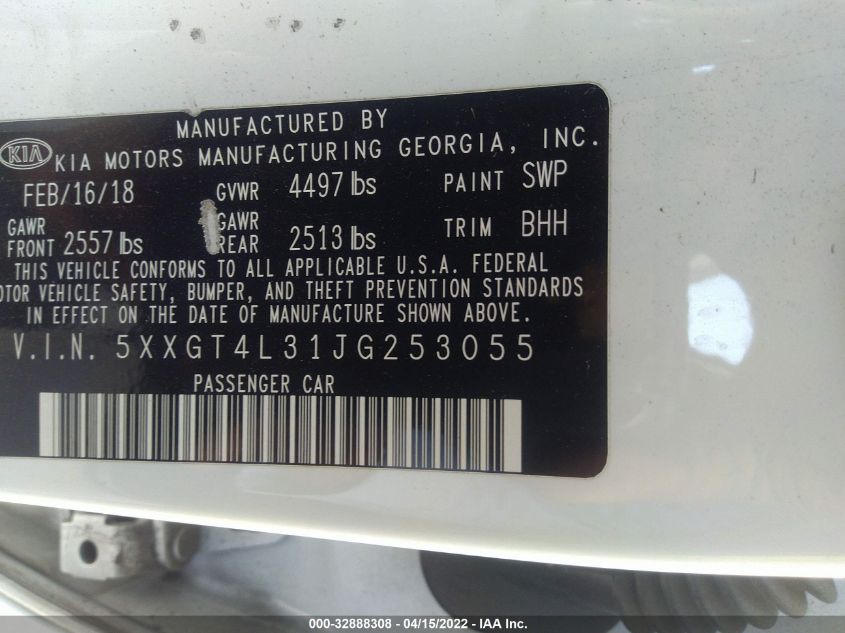 MANUFACTURED BY
KIA KIA MOTORS MANUFACTURING GEORGIA, INC.
FEB/16/18 GVWR 4497 lbs PAINT SWP
GAWR FRONT 2557 lbs GAWR REAR 2513 lbs TRIM BHH
THIS VEHICLE CONFORMS TO ALL APPLICABLE U.S.A. FEDERAL
OTOR VEHICLE SAFETY, BUMPER, AND THEFT PREVENTION STANDARDS
IN EFFECT ON THE DATE OF MANUFACTURE SHOWN ABOVE.
V.I.N. 5XXGT4L31JG253055
PASSENGER CAR
000-32888308 - 04/15/2022 - IAA Inc.